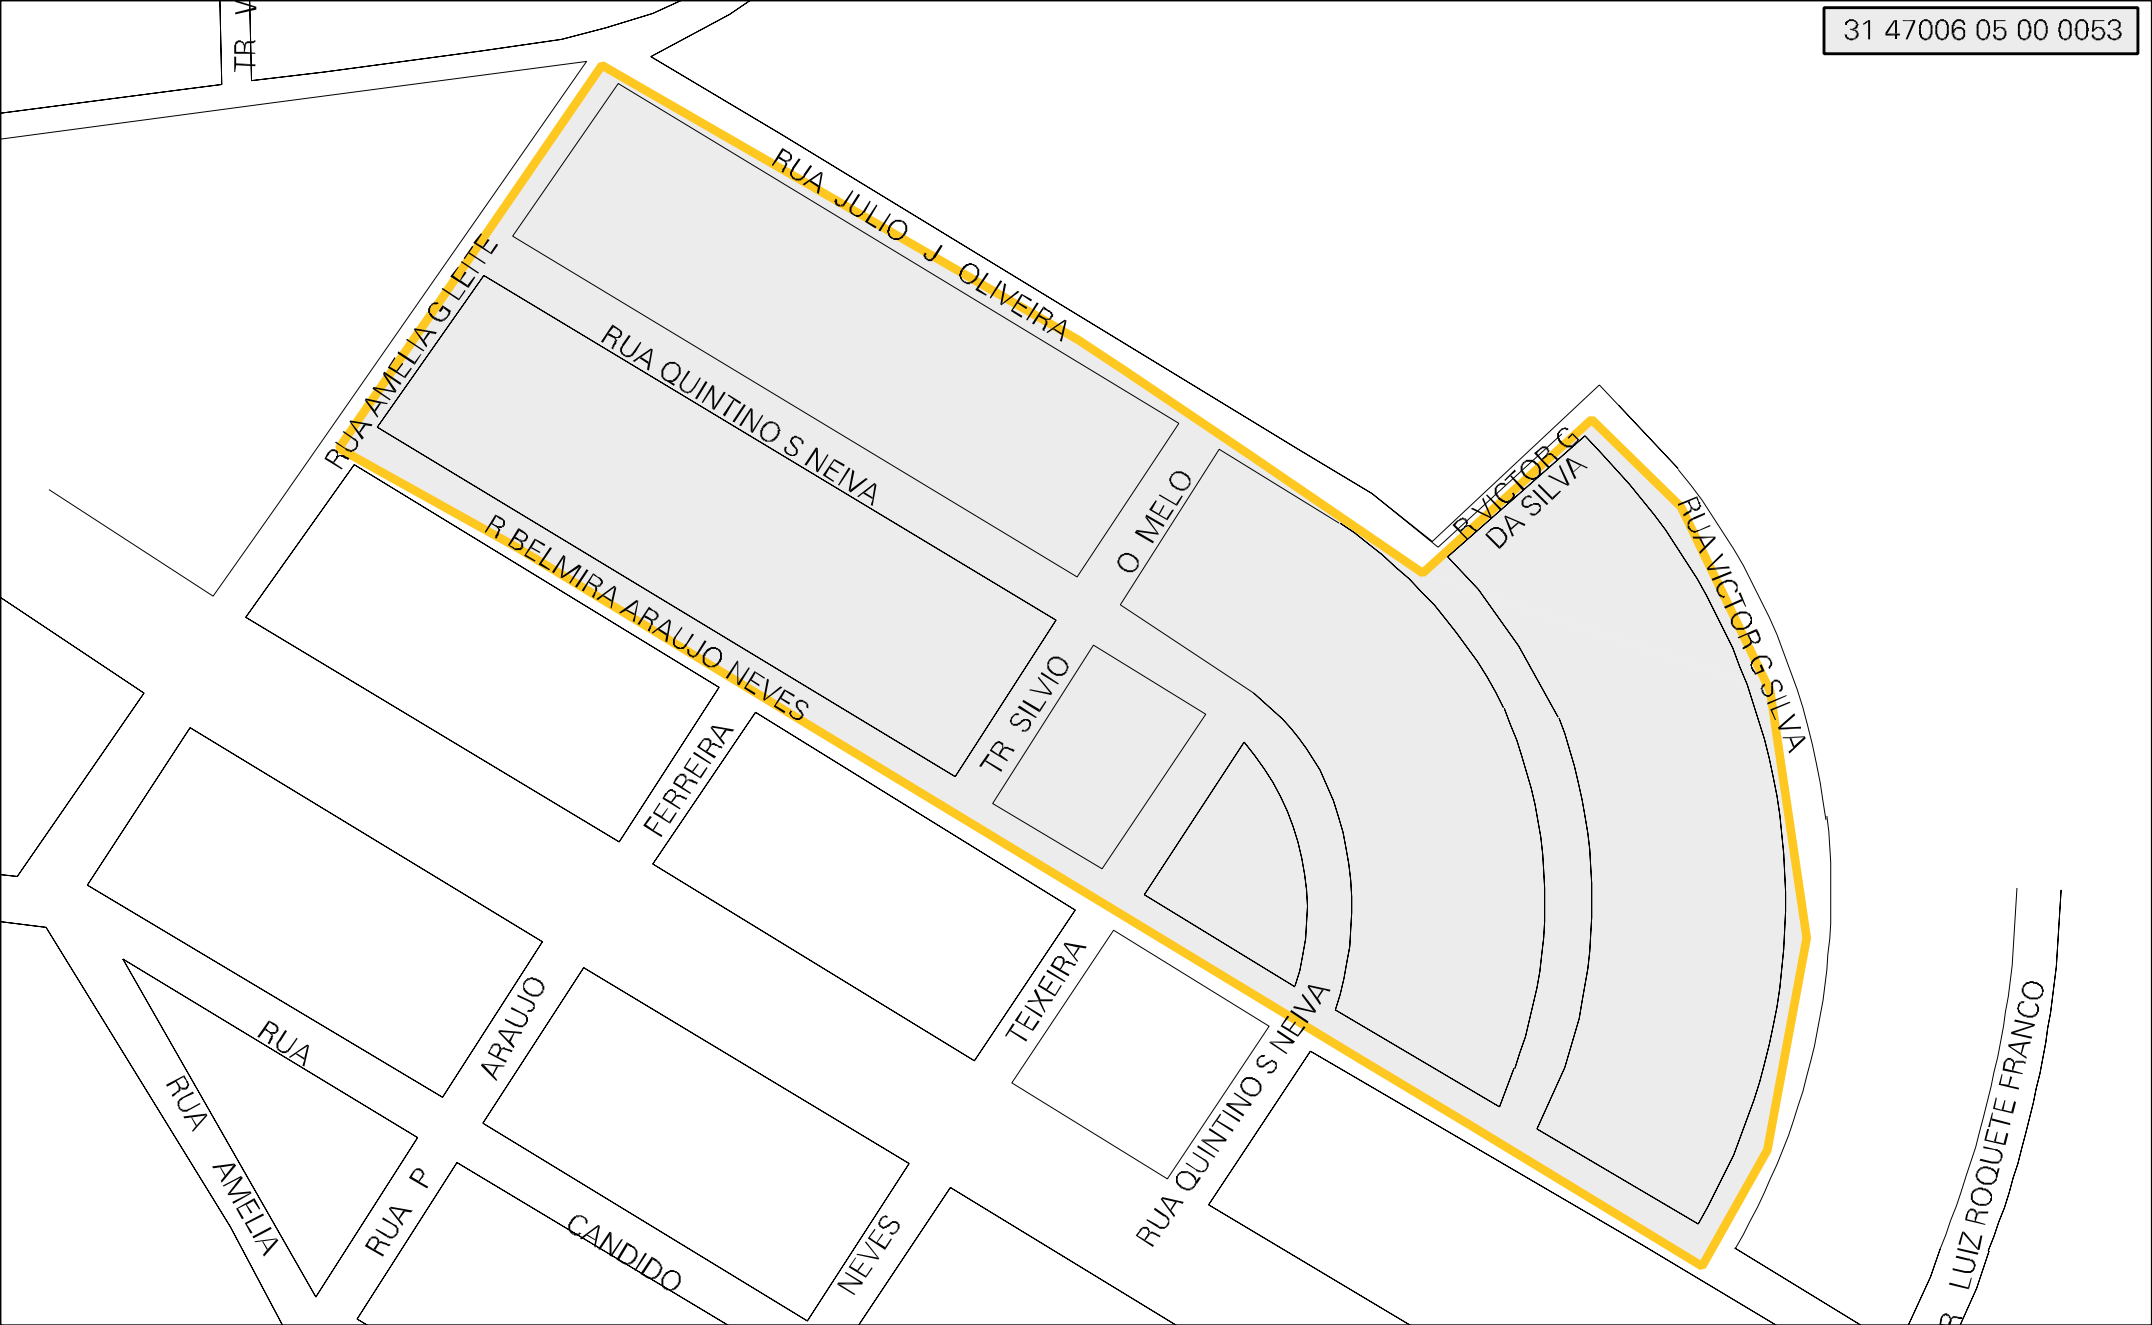 TR
31 47006 05 00 0053
RUA JULIO J OLIVEIRA
RUA AMELIA G LEITE
RUA QUINTINO S NEIVA
R VICTOR G
DA SILVA
RUA VICTOR G SILVA
O MELO
TR SILVIO
R BELMIRA ARAUJO NEVES
FERREIRA
TEIXEIRA
ARAUJO
RUA
RUA AMELIA
RUA P
CANDIDO
NEVES
RUA QUINTINO S NEIVA
R LUIZ ROQUETE FRANCO